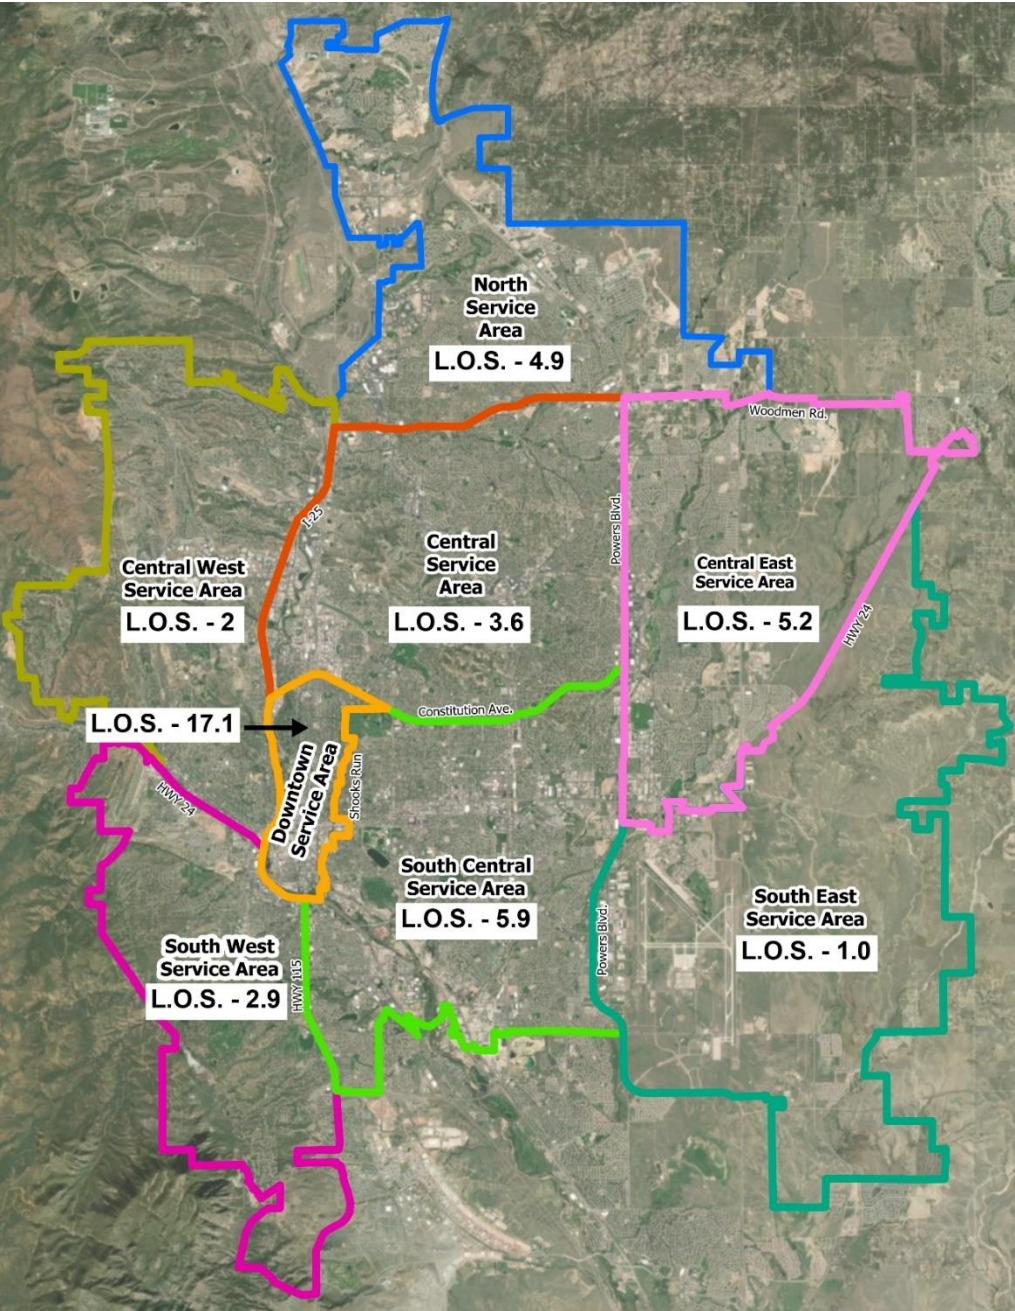 North
Service
Area
L.O.S. - 4.9
Woodmen Rd.
I-25
Powers Blvd.
Central
Service
Area
L.O.S. - 3.6
Central West
Service Area
L.O.S. - 2
Central East
Service Area
L.O.S. - 5.2
HWY 24
Constitution Ave.
L.O.S. - 17.1
Downtown
Service Area
Shooks Run
HWY 24
South Central
Service Area
L.O.S. - 5.9
Powers Blvd.
South East
Service Area
L.O.S. - 1.0
South West
Service Area
L.O.S. - 2.9
HWY 115